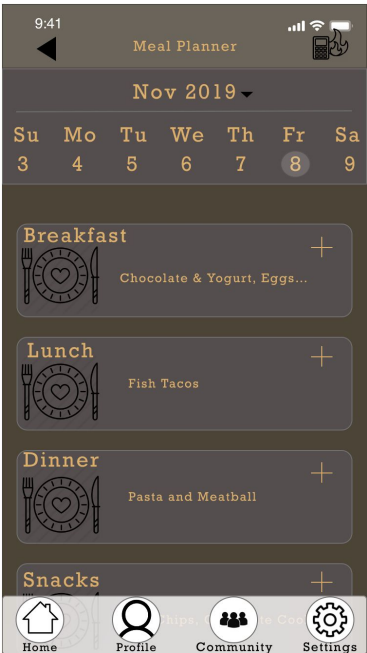 9:41
Meal Planner
Nov 2019
Su Mo Tu We Th Fr Sa
3 4 5 6 7 8 9
Breakfast
Chocolate & Yogurt, Eggs...
Lunch
Fish Tacos
Dinner
Pasta and Meatball
Snacks
Chips,
Home Profile Community Settings